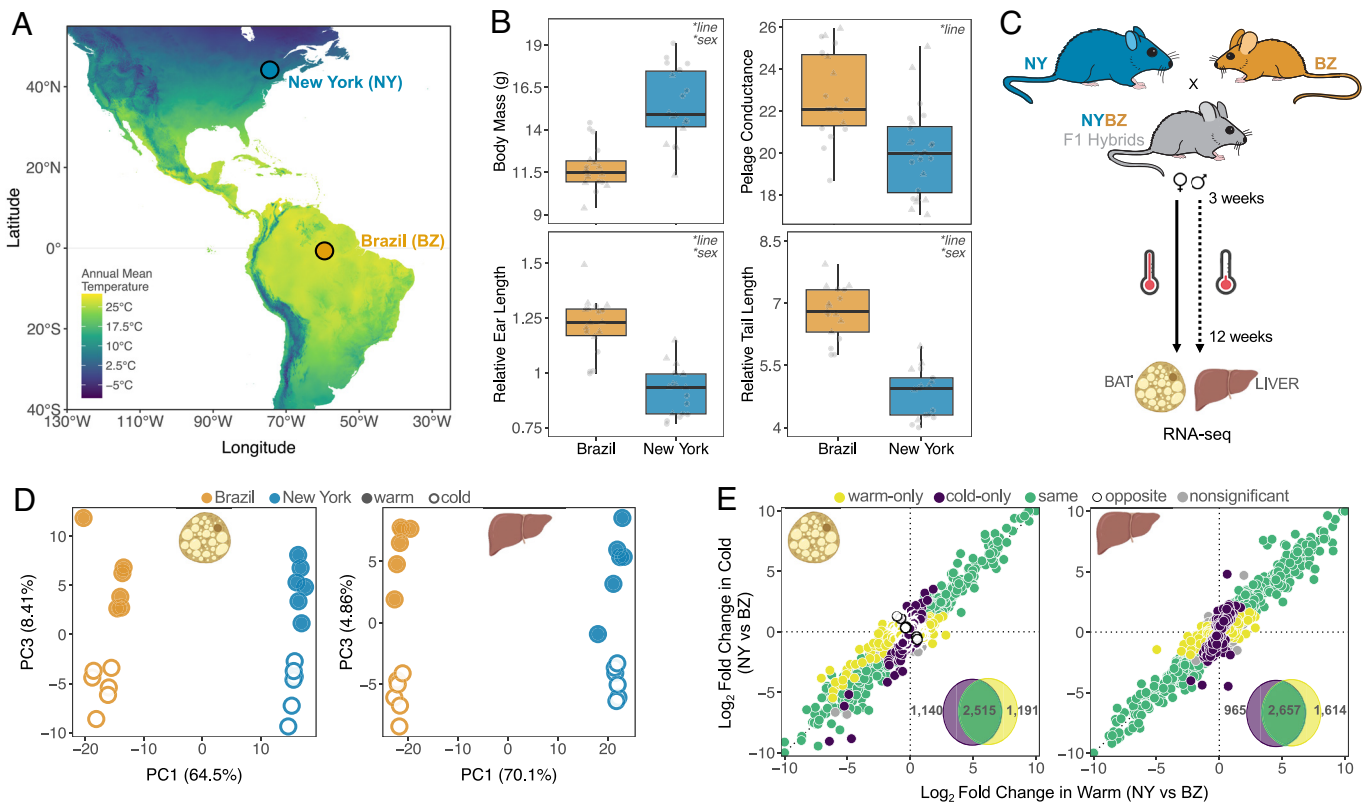 A
40°N
20°N
0°
20°S
40°S
Latitude
New York (NY)
Brazil (BZ)
Annual Mean
Temperature
25°C
17.5°C
10°C
2.5°C
−5°C
130°W
110°W
90°W
70°W
50°W
30°W
Longitude
B
*line
*sex
19
16.5
14
11.5
9
Body Mass (g)
*line
26
24
22
20
18
Pelage Conductance
*line
*sex
1.5
1.25
1
0.75
Relative Ear Length
Brazil
New York
*line
*sex
8.5
7
5.5
4
Relative Tail Length
Brazil
New York
C
NY
BZ
X
NYBZ
F1 Hybrids
♀ ♂
3 weeks
12 weeks
BAT
LIVER
RNA-seq
D
Brazil
New York
warm
cold
10
5
0
−5
PC3 (8.41%)
−20
−10
0
10
PC1 (64.5%)
5
0
−5
PC3 (4.86%)
−20
−10
0
10
20
PC1 (70.1%)
E
warm-only
cold-only
same
opposite
nonsignificant
10
5
0
−5
−10
Log2 Fold Change in Cold
(NY vs BZ)
1,140
2,515
1,191
−10
−5
0
5
10
10
5
0
−5
−10
965
2,657
1,614
−10
−5
0
5
10
Log2 Fold Change in Warm (NY vs BZ)